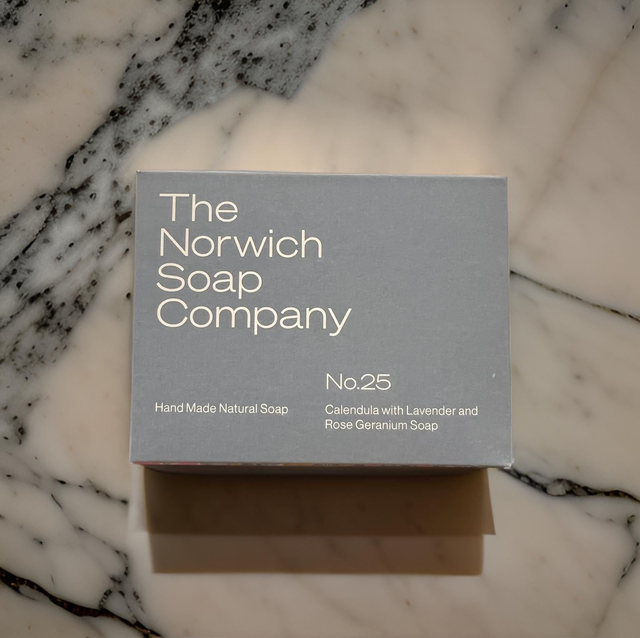 The
Norwich
Soap
Company
No.25
Hand Made Natural Soap
Calendula with Lavender and
Rose Geranium Soap